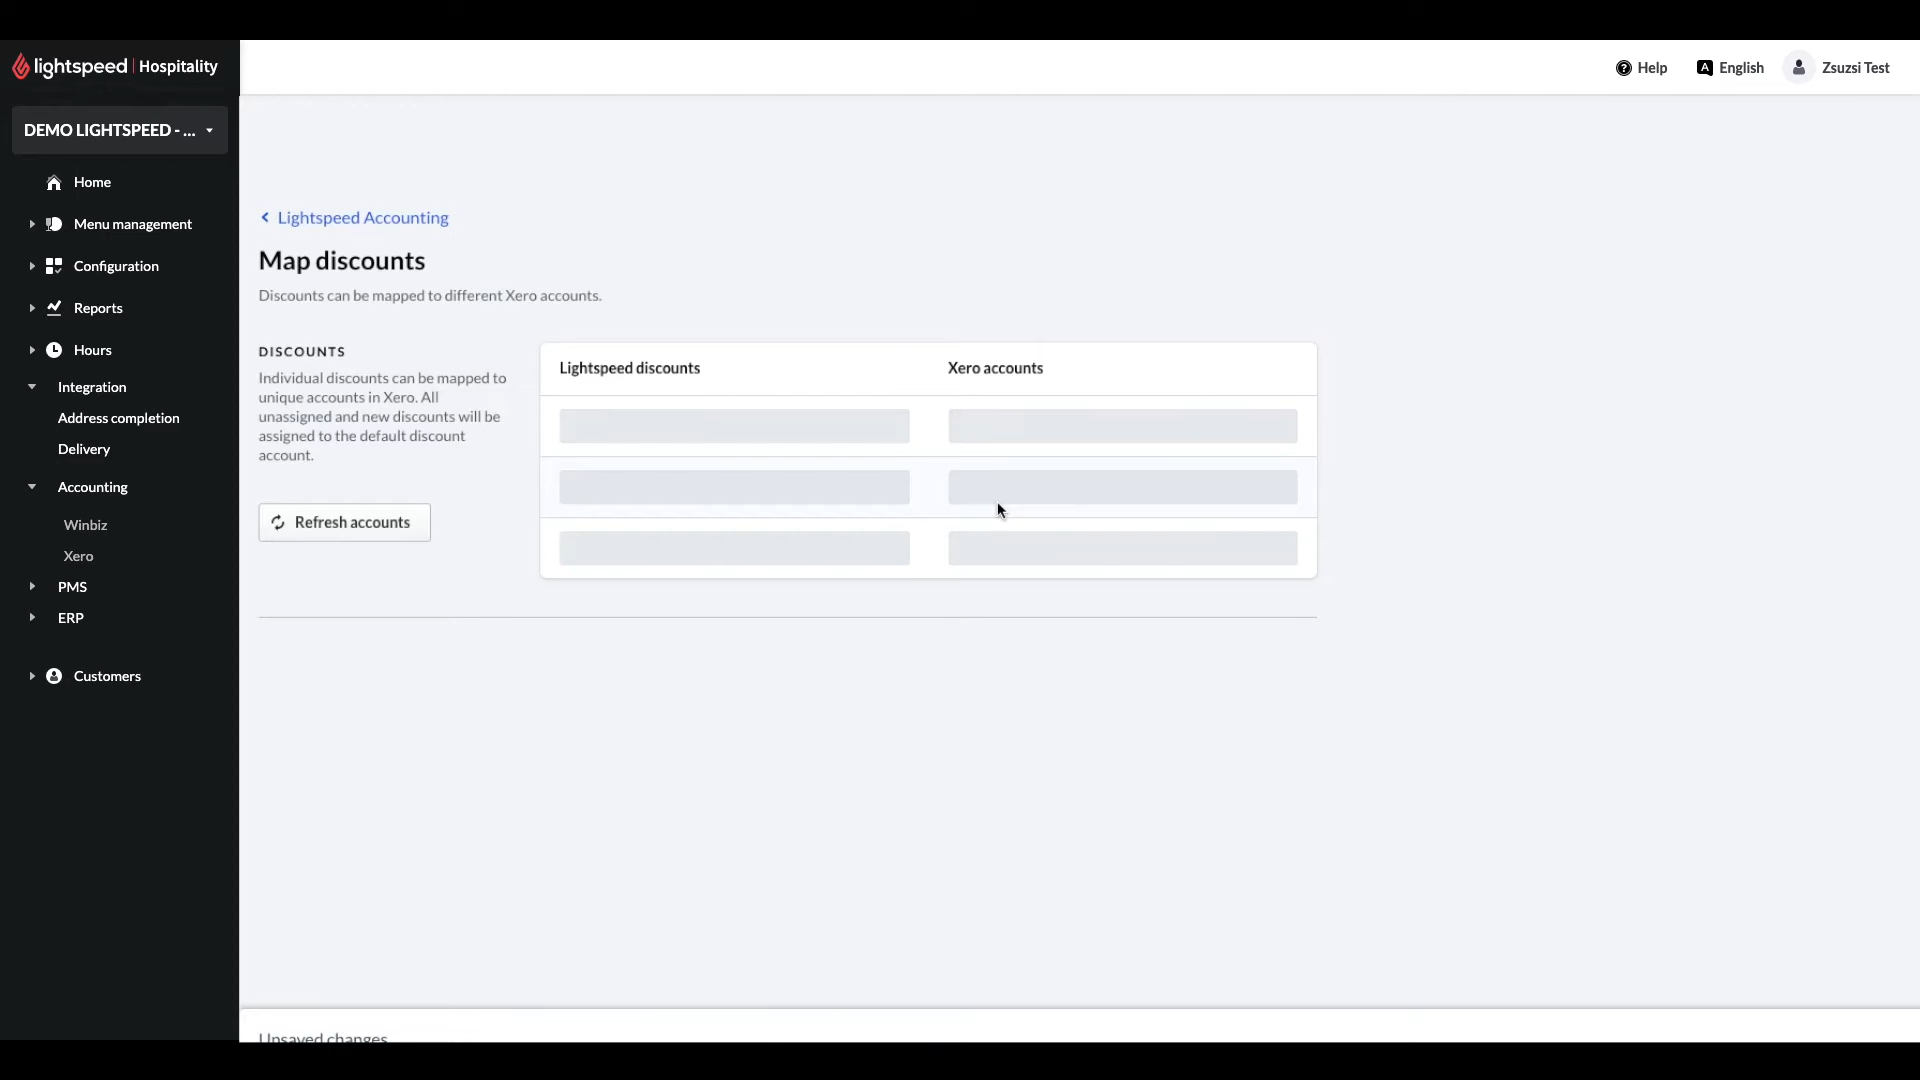 lightspeed | Hospitality
Help
English
Zsuzsi Test
DEMO LIGHTSPEED - ...
Home
Menu management
Configuration
Reports
Hours
Integration
Address completion
Delivery
Accounting
Winbiz
Xero
PMS
ERP
Customers
Lightspeed Accounting
Map discounts
Discounts can be mapped to different Xero accounts.
DISCOUNTS
Individual discounts can be mapped to
unique accounts in Xero. All
unassigned and new discounts will be
assigned to the default discount
account.
Refresh accounts
Lightspeed discounts
Xero accounts
Unsaved changes